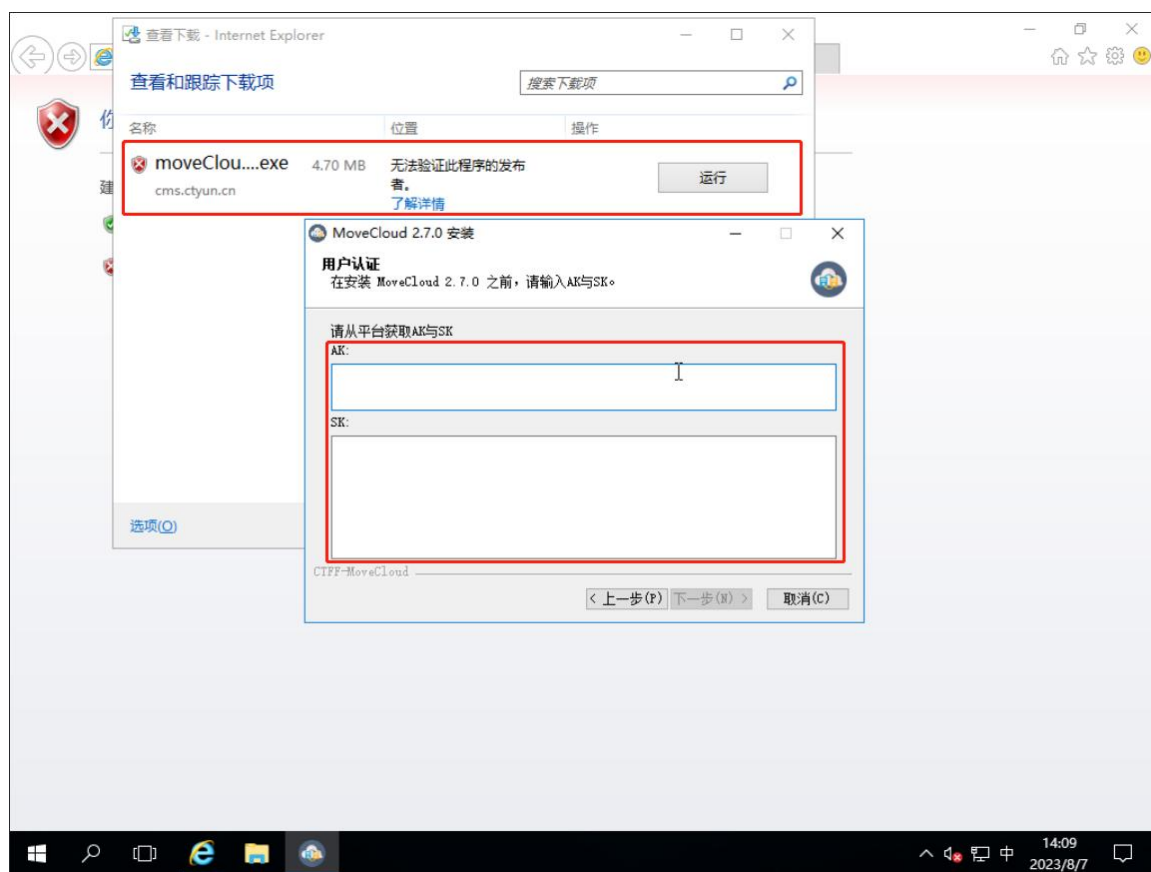 查看下载 - Internet Explorer
查看和跟踪下载项
搜索下载项
名称
位置
操作
moveClou....exe
4.70 MB
无法验证此程序的发布
者。
了解详情
运行
cms.ctyun.cn
建
MoveCloud 2.7.0 安装
用户认证
在安装 MoveCloud 2.7.0 之前，请输入AK与SK。
请从平台获取AK与SK
AK:
SK:
选项(O)
CTFF-MoveCloud
< 上一步(P)
下一步(N) >
取消(C)
中
14:09
2023/8/7